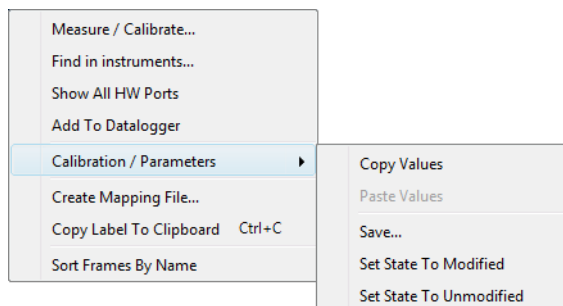 Measure / Calibrate...
Find in instruments...
Show All HW Ports
Add To Datalogger
Calibration / Parameters
Create Mapping File...
Copy Label To Clipboard Ctrl+C
Sort Frames By Name
Copy Values
Paste Values
Save...
Set State To Modified
Set State To Unmodified